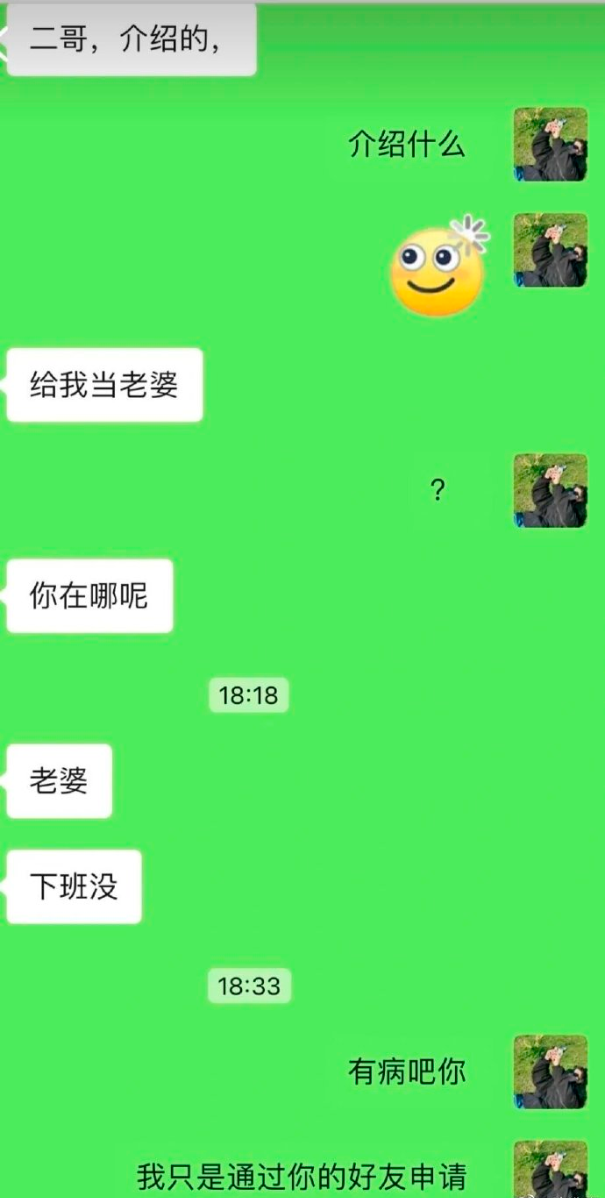 二哥，介绍的，
介绍什么
给我当老婆
？
你在哪呢
18:18
老婆
下班没
18:33
有病吧你
我只是通过你的好友申请